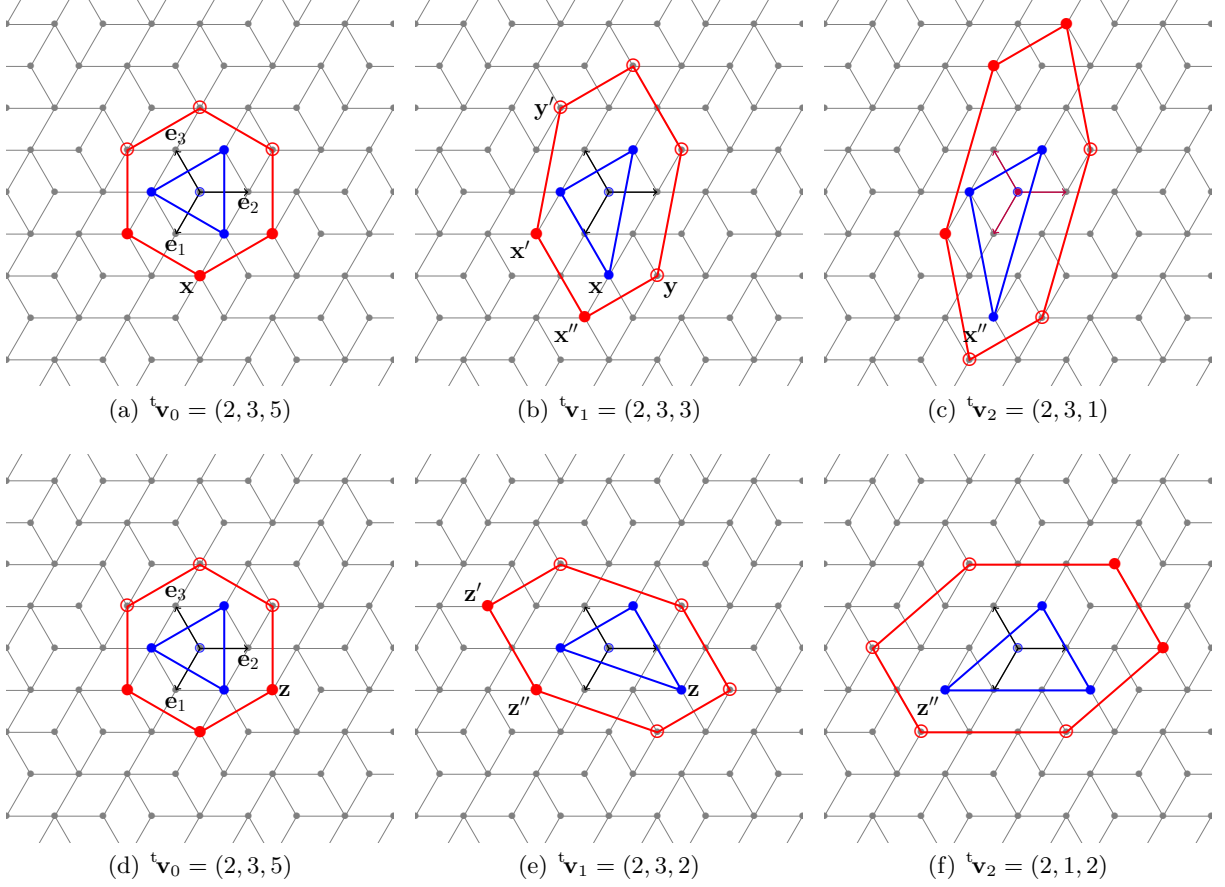 e₃
e₂
e₁
x
(a) ᵗv₀ = (2, 3, 5)
y′
x′
x
y
x″
(b) ᵗv₁ = (2, 3, 3)
x″
(c) ᵗv₂ = (2, 3, 1)
e₃
e₂
e₁
z
(d) ᵗv₀ = (2, 3, 5)
z′
z
z″
(e) ᵗv₁ = (2, 3, 2)
z″
(f) ᵗv₂ = (2, 1, 2)